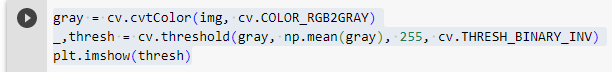 gray = cv.cvtColor(img, cv.COLOR_RGB2GRAY)
_,thresh = cv.threshold(gray, np.mean(gray), 255, cv.THRESH_BINARY_INV)
plt.imshow(thresh)